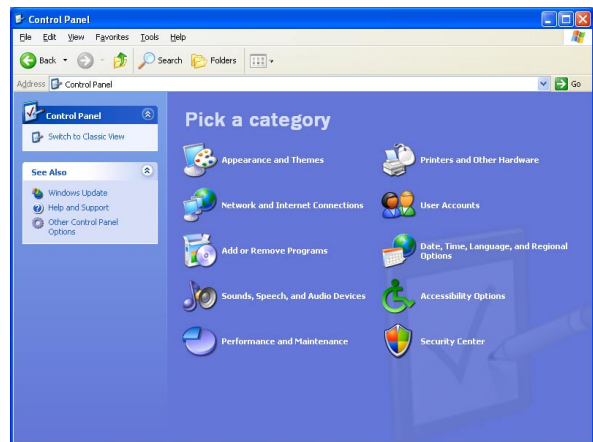 Control Panel
File Edit View Favorites Tools Help
Back Search Folders
Address Control Panel Go
Control Panel
Switch to Classic View
See Also
Windows Update
Help and Support
Other Control Panel
Options
Pick a category
Appearance and Themes
Printers and Other Hardware
Network and Internet Connections
User Accounts
Add or Remove Programs
Date, Time, Language, and Regional
Options
Sounds, Speech, and Audio Devices
Accessibility Options
Performance and Maintenance
Security Center